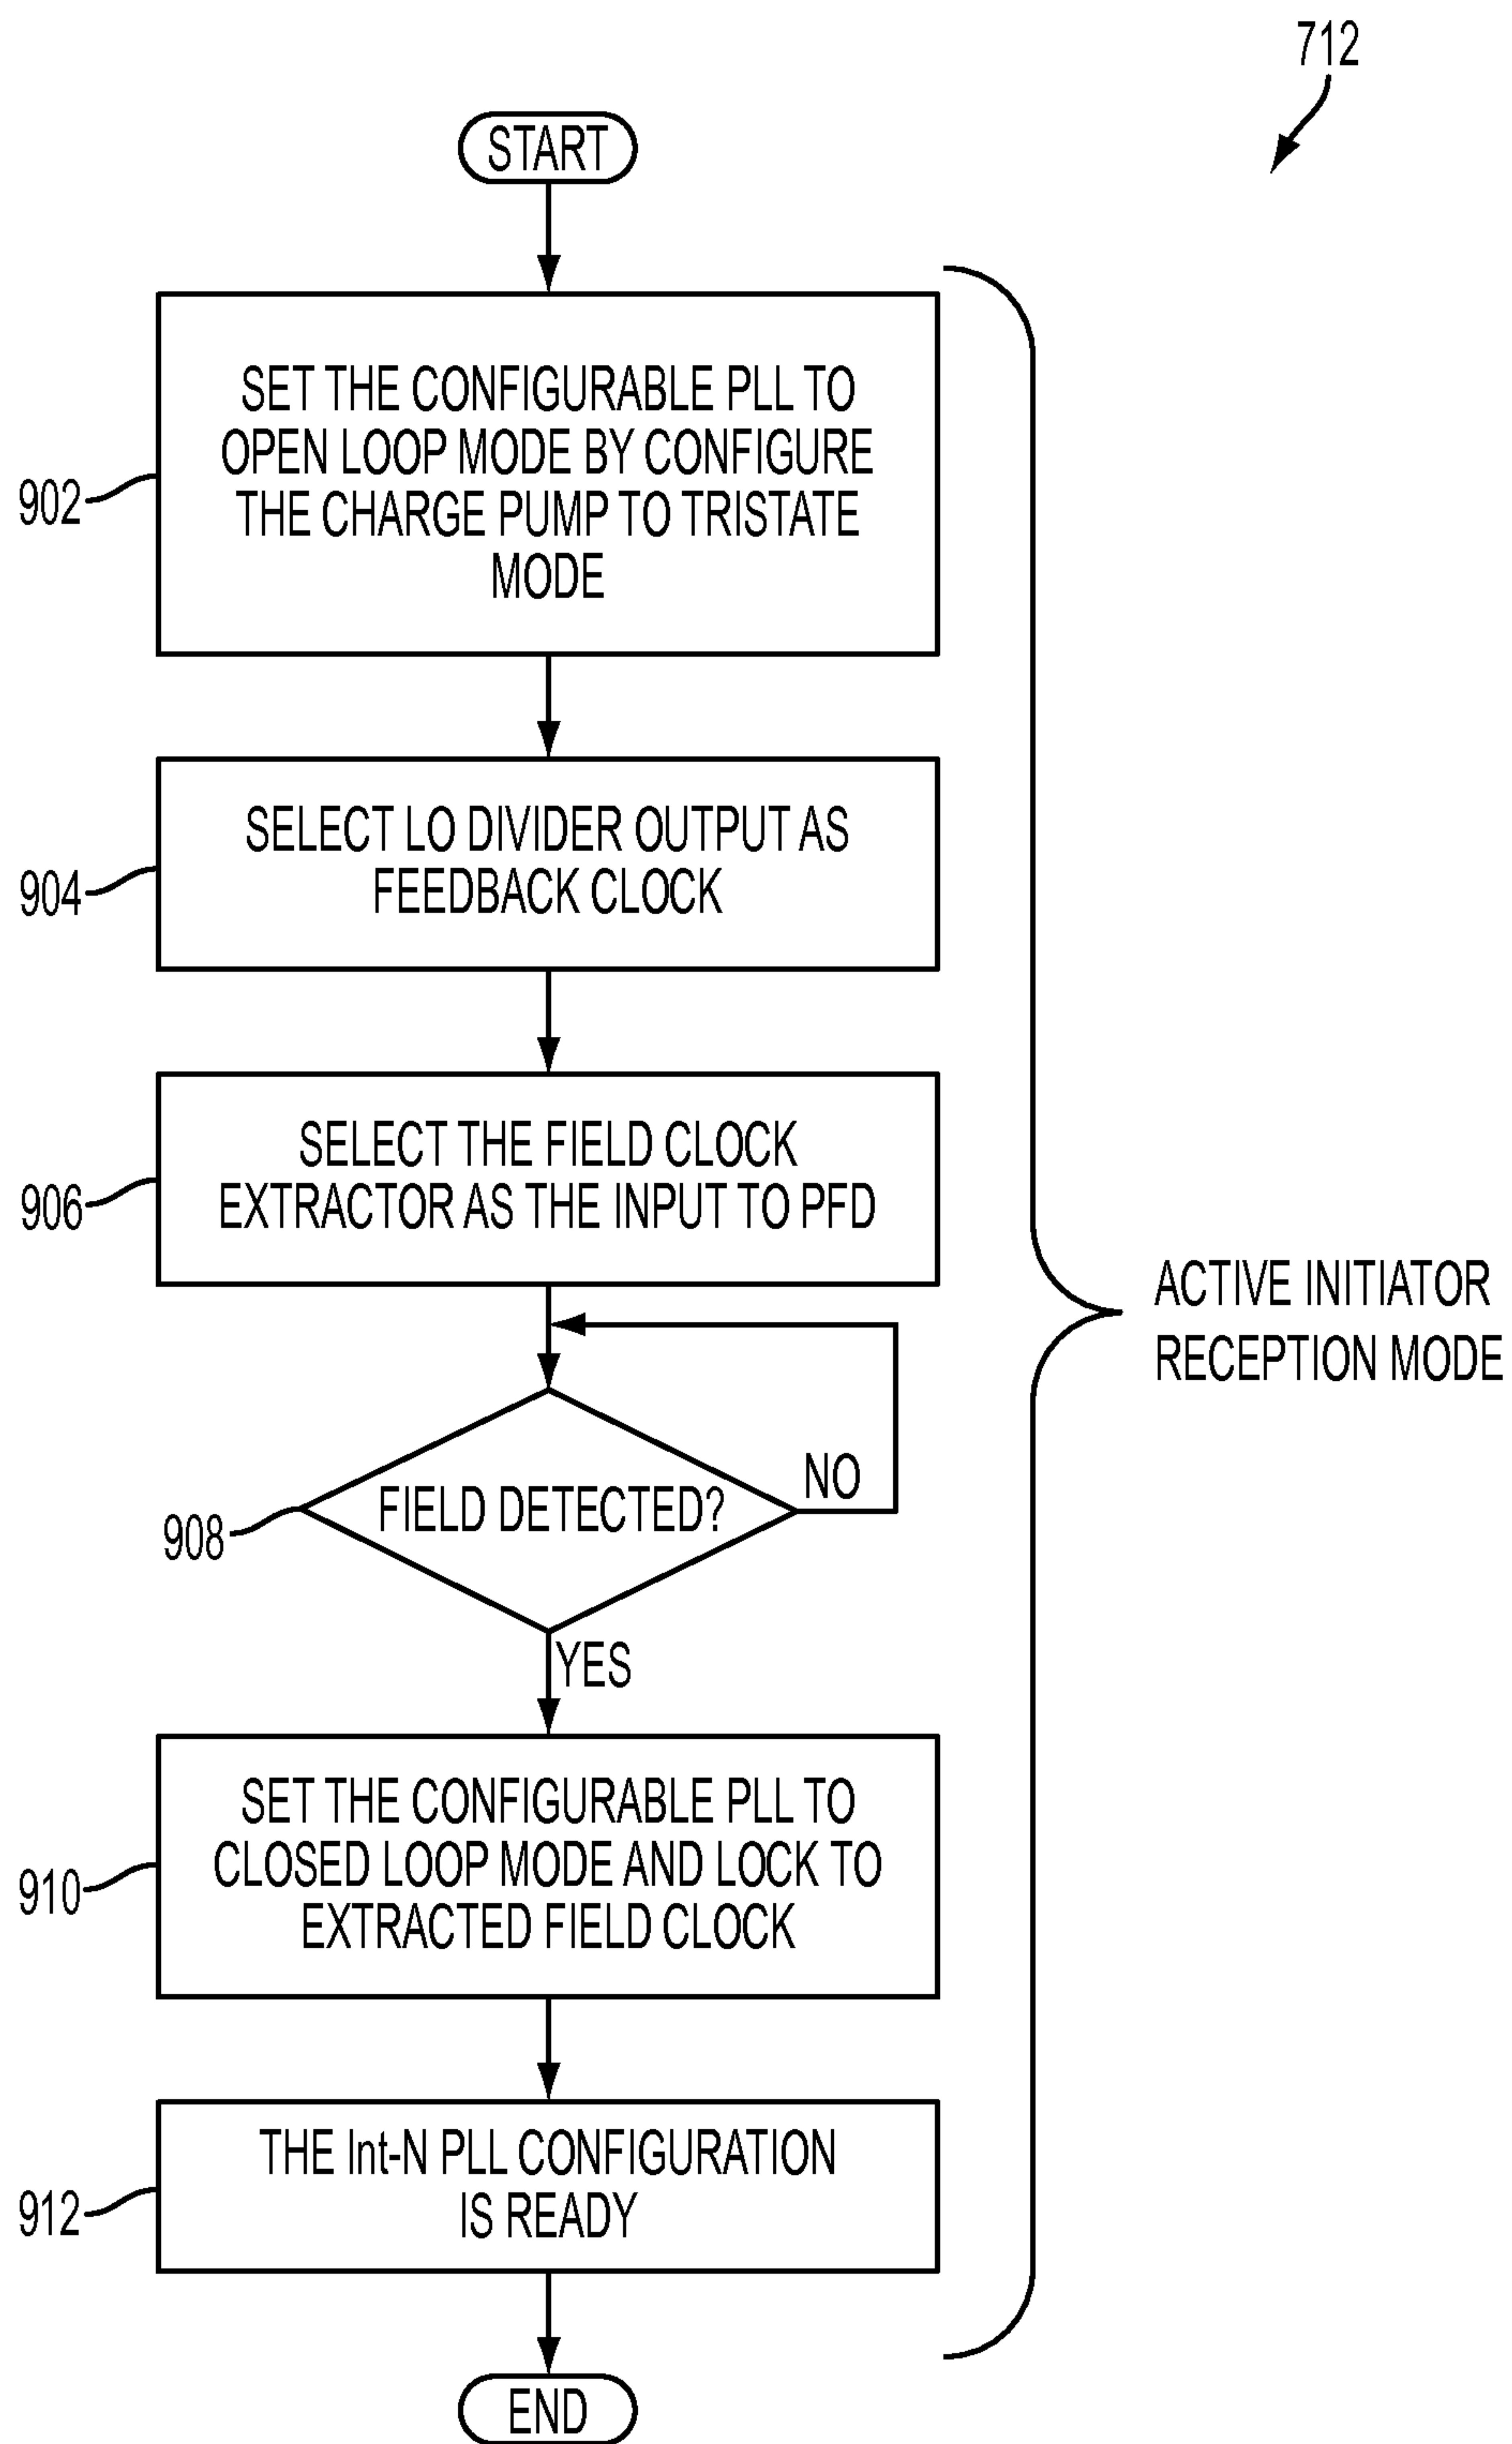 712
START
902
SET THE CONFIGURABLE PLL TO
OPEN LOOP MODE BY CONFIGURE
THE CHARGE PUMP TO TRISTATE
MODE
904
SELECT LO DIVIDER OUTPUT AS
FEEDBACK CLOCK
906
SELECT THE FIELD CLOCK
EXTRACTOR AS THE INPUT TO PFD
ACTIVE INITIATOR
RECEPTION MODE
908
FIELD DETECTED?
NO
YES
910
SET THE CONFIGURABLE PLL TO
CLOSED LOOP MODE AND LOCK TO
EXTRACTED FIELD CLOCK
912
THE Int-N PLL CONFIGURATION
IS READY
END